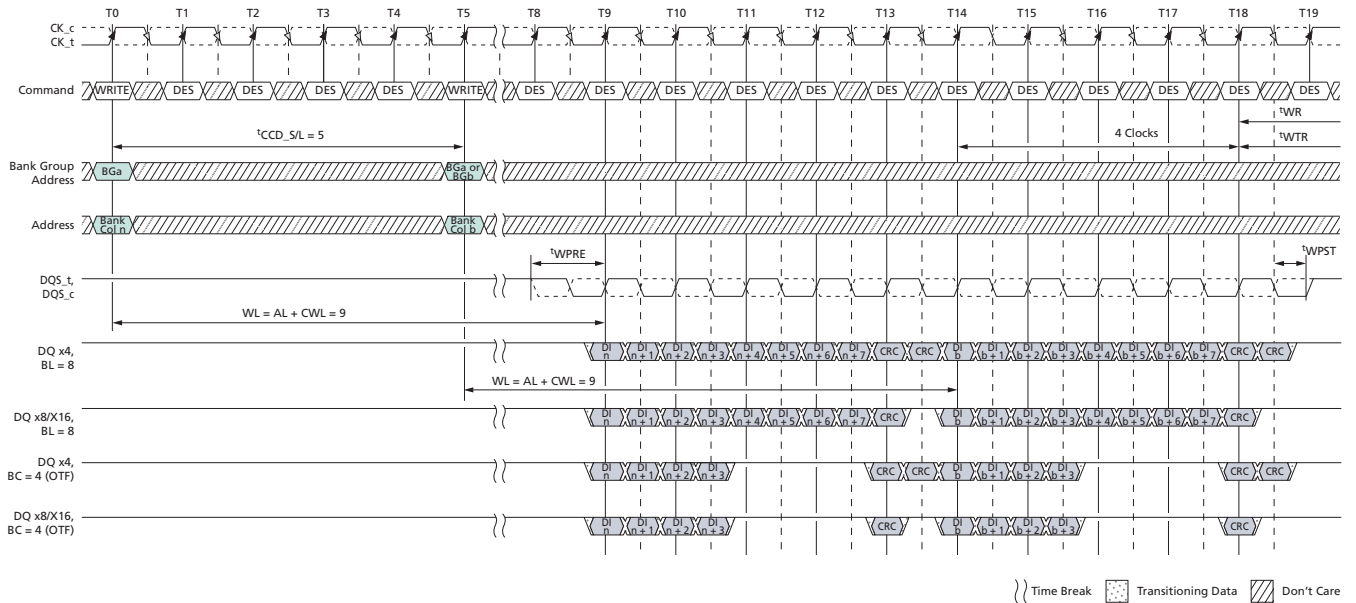 T0 T1 T2 T3 T4 T5 T8 T9 T10 T11 T12 T13 T14 T15 T16 T17 T18 T19
CK_c
CK_t
Command WRITE DES DES DES DES WRITE DES DES DES DES DES DES DES DES DES DES DES DES
tWR
tCCD_S/L = 5
4 Clocks
tWTR
Bank Group
Address
BGa
BGa or
BGb
Address
Bank
Col n
Bank
Col b
tWPRE
tWPST
DQS_t,
DQS_c
WL = AL + CWL = 9
DQ x4,
BL = 8
DI DI DI DI DI DI DI DI CRC CRC DI DI DI DI DI DI DI DI CRC CRC
n n + 1 n + 2 n + 3 n + 4 n + 5 n + 6 n + 7 b b + 1 b + 2 b + 3 b + 4 b + 5 b + 6 b + 7
WL = AL + CWL = 9
DQ x8/X16,
BL = 8
DI DI DI DI DI DI DI DI CRC DI DI DI DI DI DI DI DI CRC
n n + 1 n + 2 n + 3 n + 4 n + 5 n + 6 n + 7 b b + 1 b + 2 b + 3 b + 4 b + 5 b + 6 b + 7
DQ x4,
BC = 4 (OTF)
DI DI DI DI CRC CRC DI DI DI DI CRC CRC
n n + 1 n + 2 n + 3 b b + 1 b + 2 b + 3
DQ x8/X16,
BC = 4 (OTF)
DI DI DI DI CRC DI DI DI DI CRC
n n + 1 n + 2 n + 3 b b + 1 b + 2 b + 3
Time Break Transitioning Data Don't Care